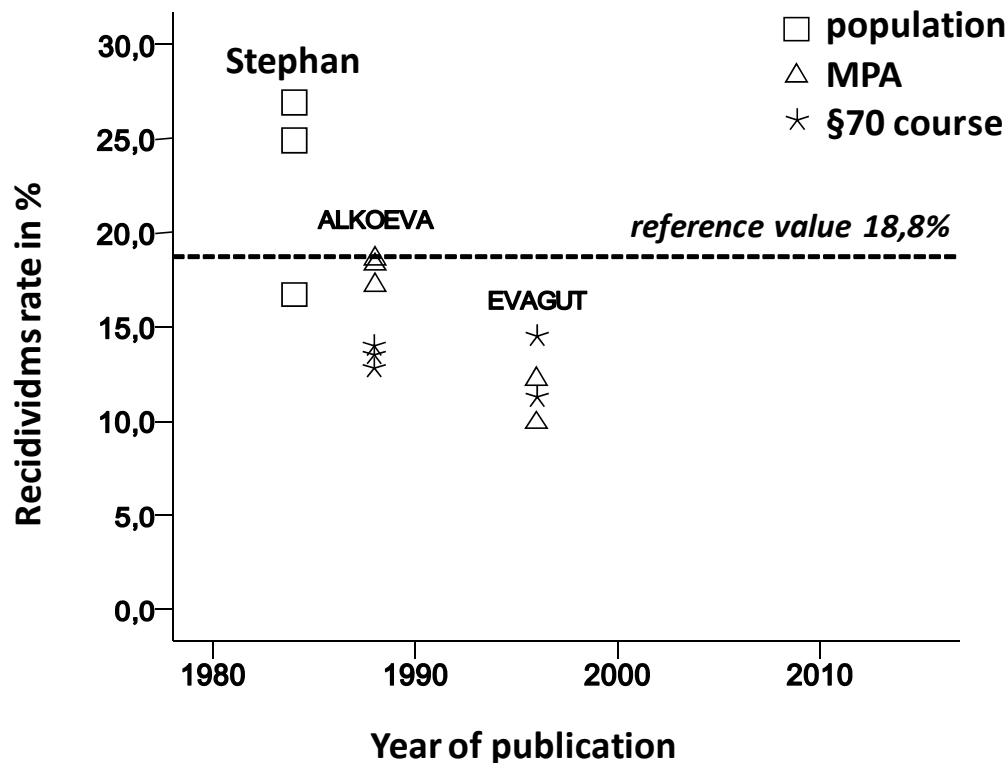 population
MPA
§70 course
Stephan
ALKOEVA
reference value 18,8%
EVAGUT
30,0
25,0
20,0
15,0
10,0
5,0
0,0
Recidividms rate in %
1980
1990
2000
2010
Year of publication